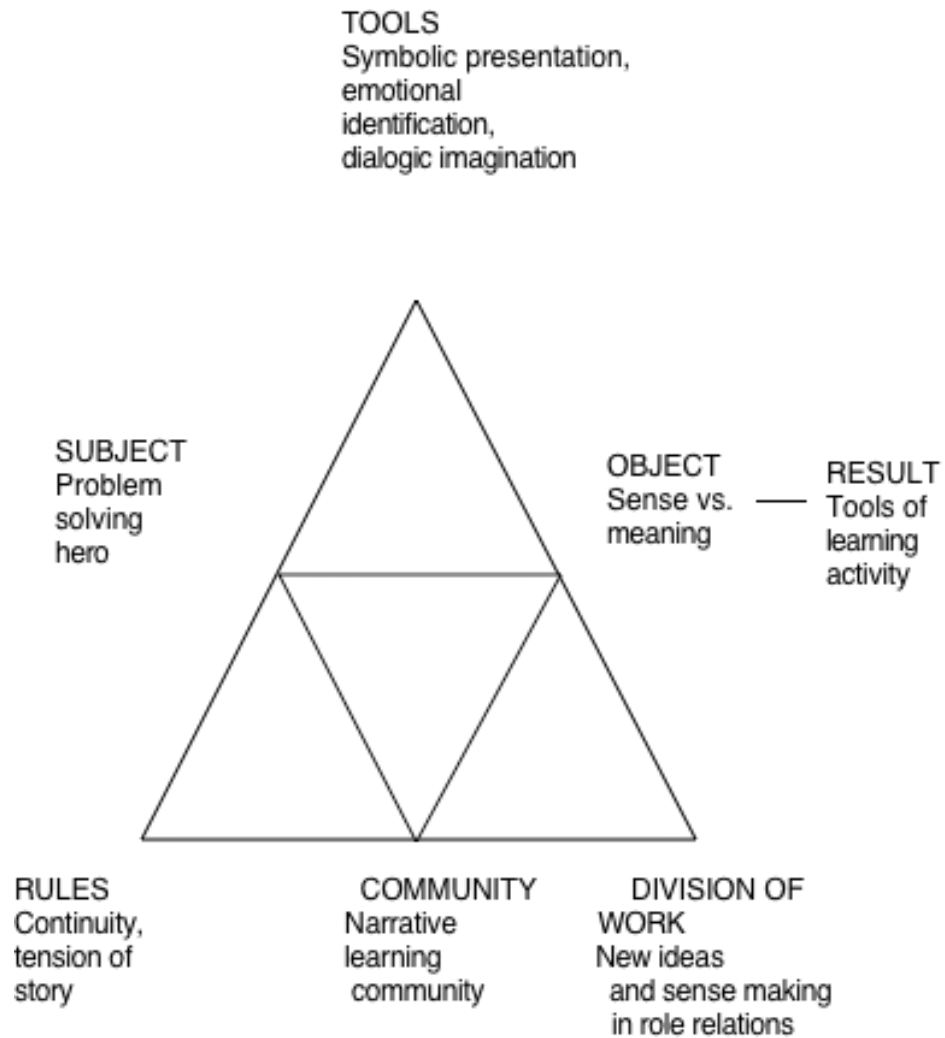 TOOLS
Symbolic presentation,
emotional
identification,
dialogic imagination
SUBJECT
Problem
solving
hero
OBJECT
Sense vs.
meaning
RESULT
Tools of
learning
activity
RULES
Continuity,
tension of
story
COMMUNITY
Narrative
learning
community
DIVISION OF
WORK
New ideas
and sense making
in role relations